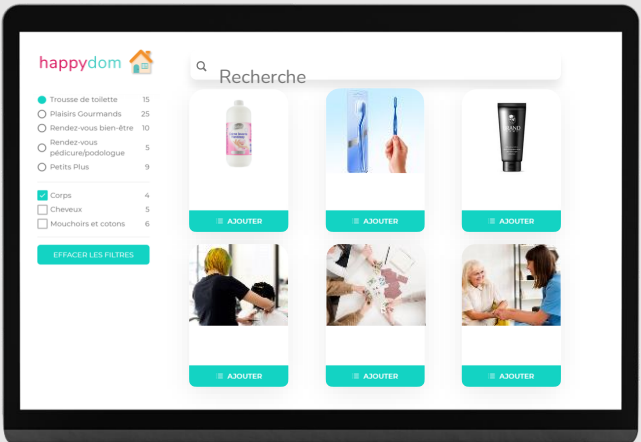 happydom
Recherche
Trousse de toilette 15
Plaisirs Gourmands 25
Rendez-vous bien-être 10
Rendez-vous
pédicure/podologue 5
Petits Plus 9
Corps 4
Cheveux 5
Mouchoirs et cotons 6
EFFACER LES FILTRES
HAND
AJOUTER
AJOUTER
AJOUTER
AJOUTER
AJOUTER
AJOUTER